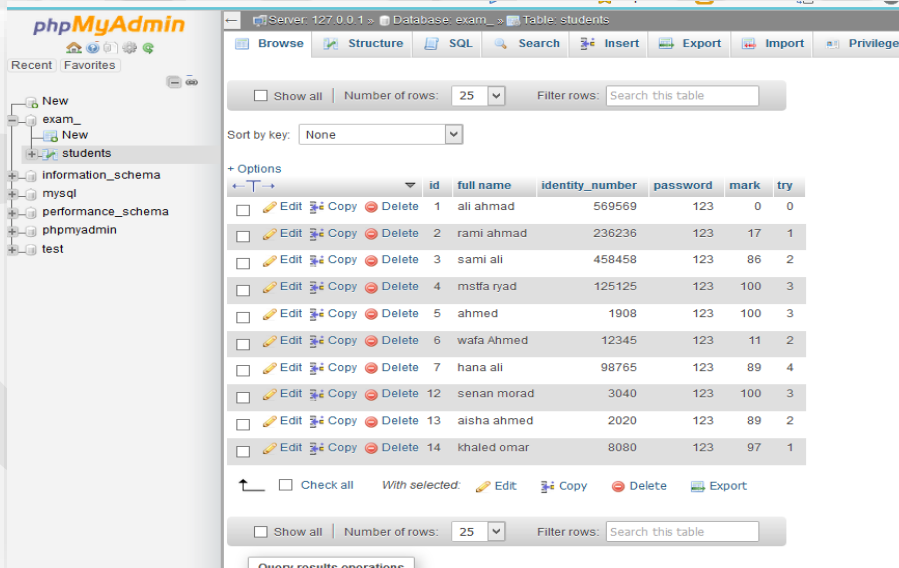 phpMyAdmin
Recent Favorites
New
exam_
New
students
information_schema
mysql
performance_schema
phpmyadmin
test
Server: 127.0.0.1 » Database: exam_ » Table: students
Browse Structure SQL Search Insert Export Import Privilege
Show all Number of rows: 25 Filter rows: Search this table
Sort by key: None
+ Options
←T→ id full name identity_number password mark try
Edit Copy Delete 1 ali ahmad 569569 123 0 0
Edit Copy Delete 2 rami ahmad 236236 123 17 1
Edit Copy Delete 3 sami ali 458458 123 86 2
Edit Copy Delete 4 mstfa ryad 125125 123 100 3
Edit Copy Delete 5 ahmed 1908 123 100 3
Edit Copy Delete 6 wafa Ahmed 12345 123 11 2
Edit Copy Delete 7 hana ali 98765 123 89 4
Edit Copy Delete 12 senan morad 3040 123 100 3
Edit Copy Delete 13 aisha ahmed 2020 123 89 2
Edit Copy Delete 14 khaled omar 8080 123 97 1
Check all With selected: Edit Copy Delete Export
Show all Number of rows: 25 Filter rows: Search this table
Query results operations